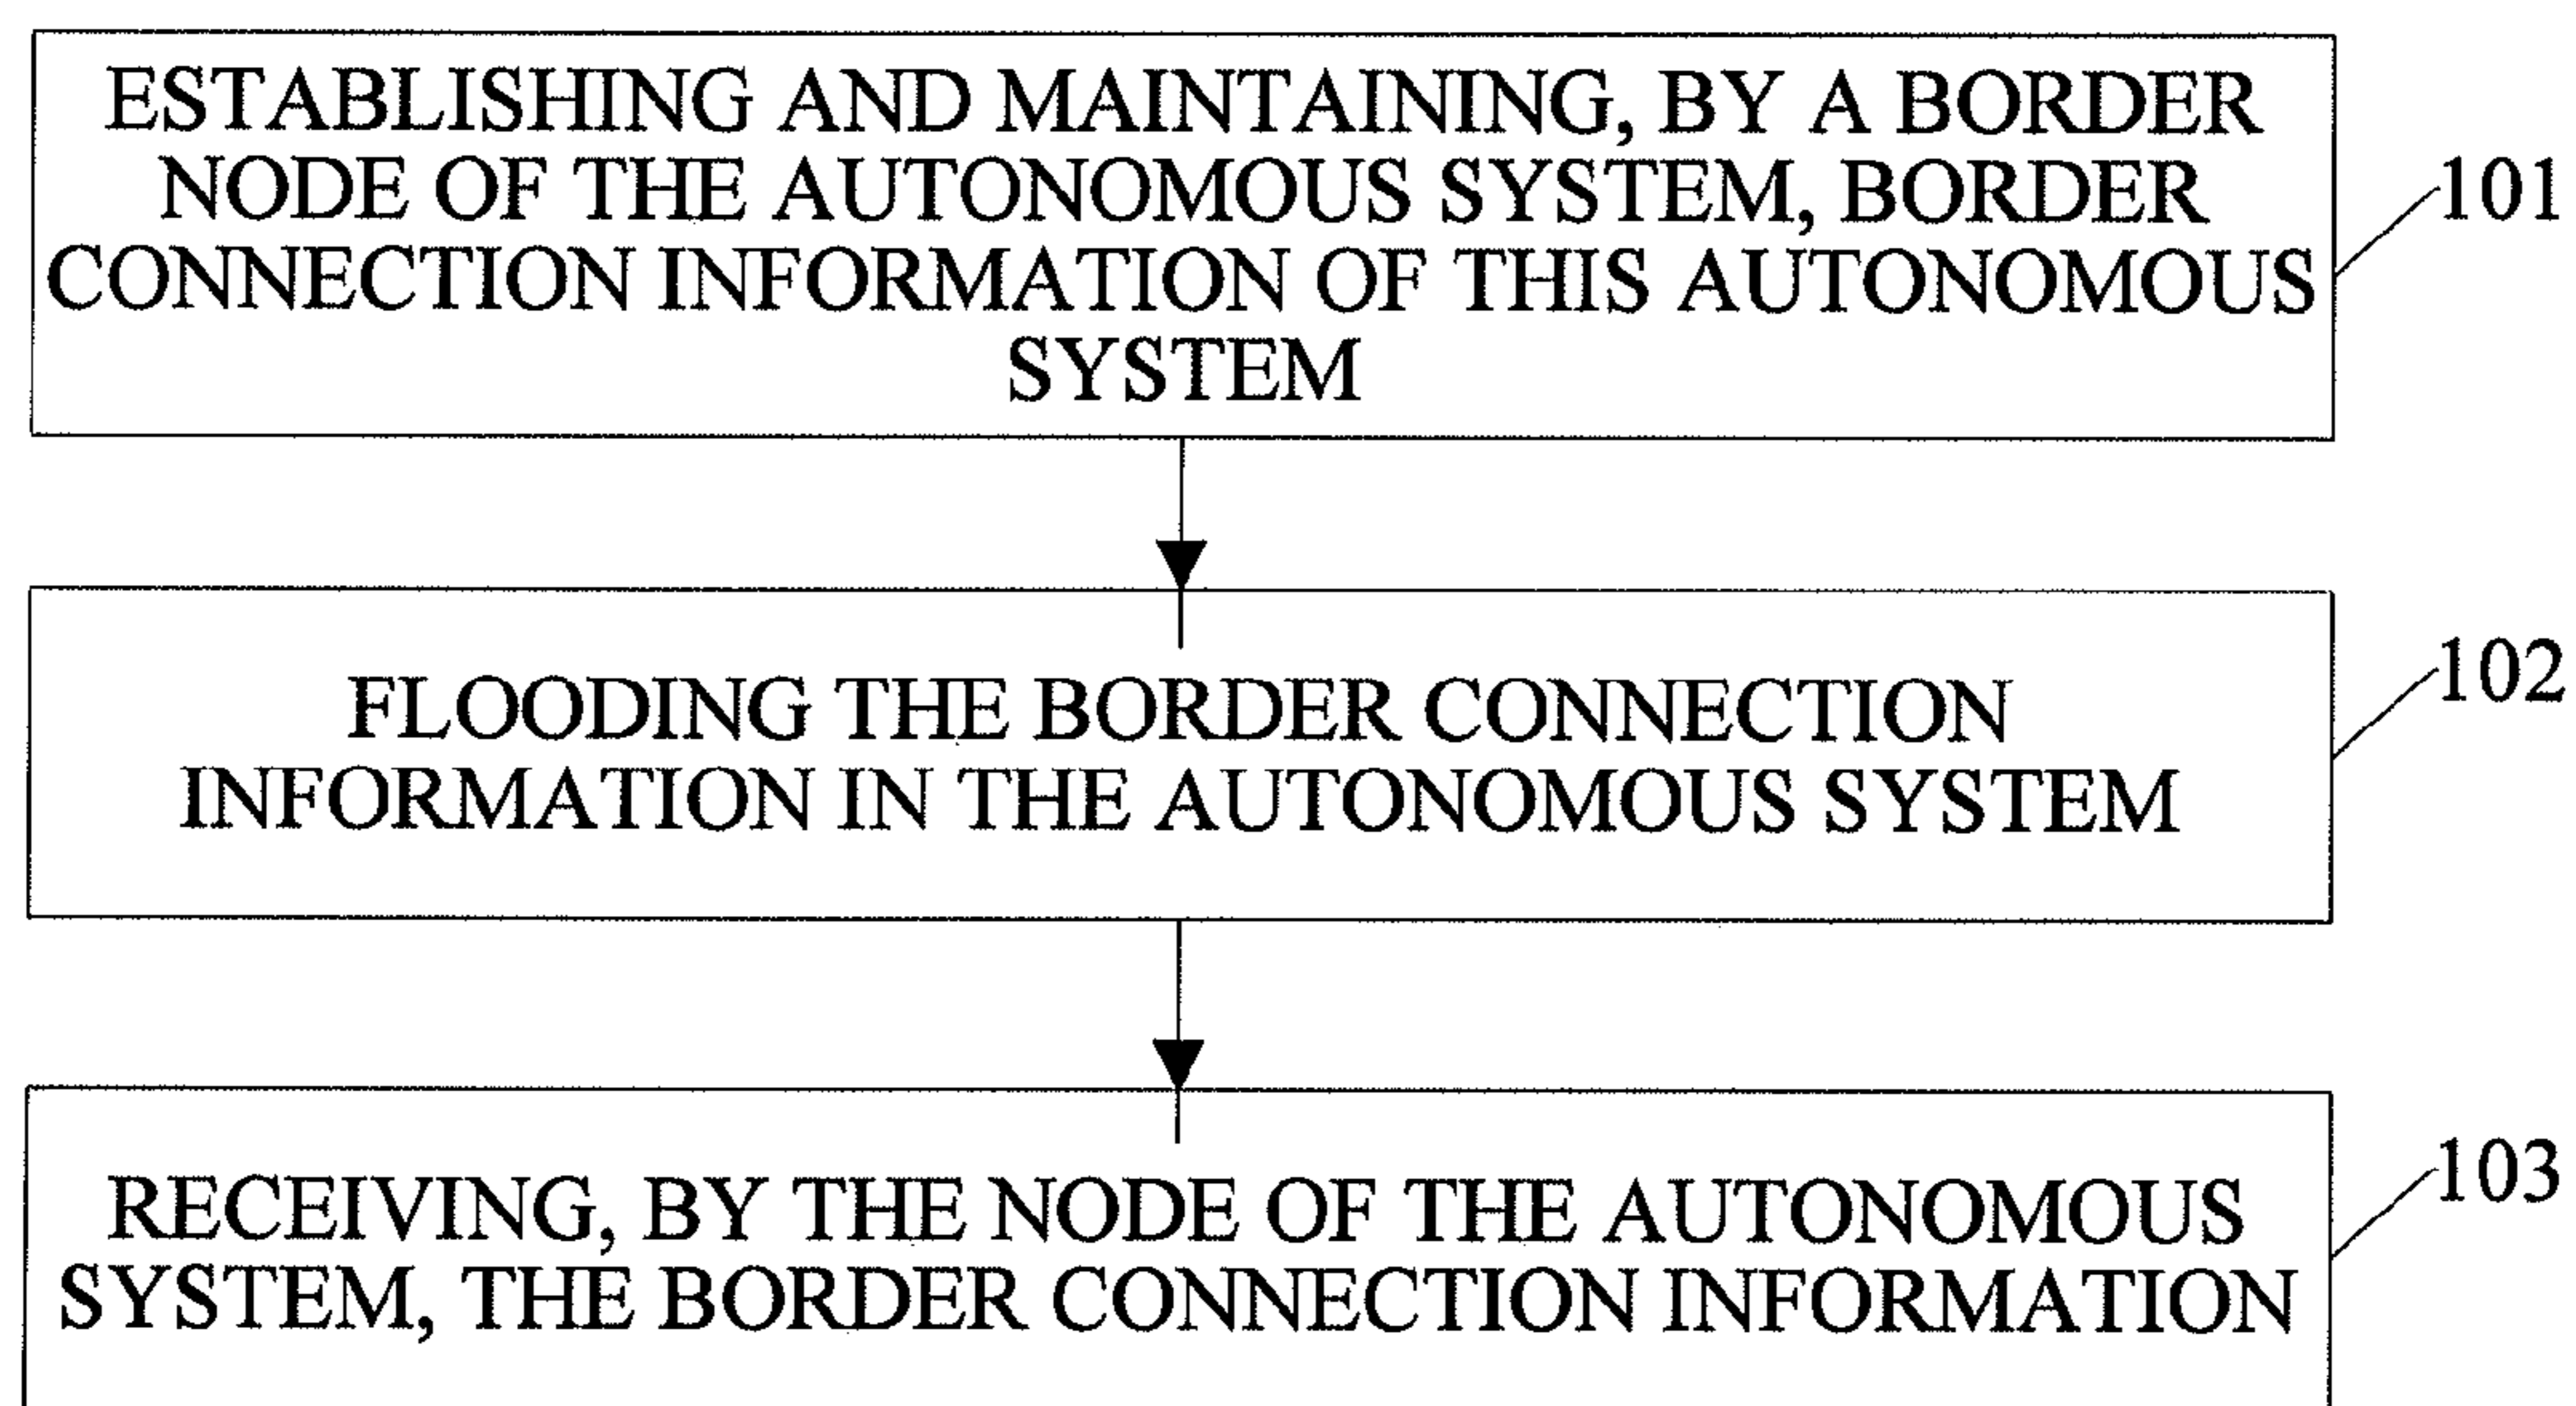 ESTABLISHING AND MAINTAINING, BY A BORDER
NODE OF THE AUTONOMOUS SYSTEM, BORDER
CONNECTION INFORMATION OF THIS AUTONOMOUS
SYSTEM
101
FLOODING THE BORDER CONNECTION
INFORMATION IN THE AUTONOMOUS SYSTEM
102
RECEIVING, BY THE NODE OF THE AUTONOMOUS
SYSTEM, THE BORDER CONNECTION INFORMATION
103